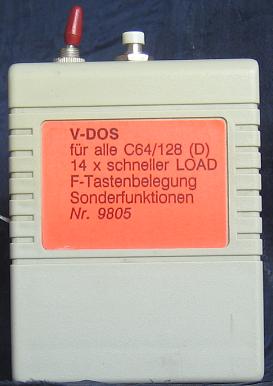 V-DOS
für alle C64/128 (D)
14 x schneller LOAD
F-Tastenbelegung
Sonderfunktionen
Nr. 9805